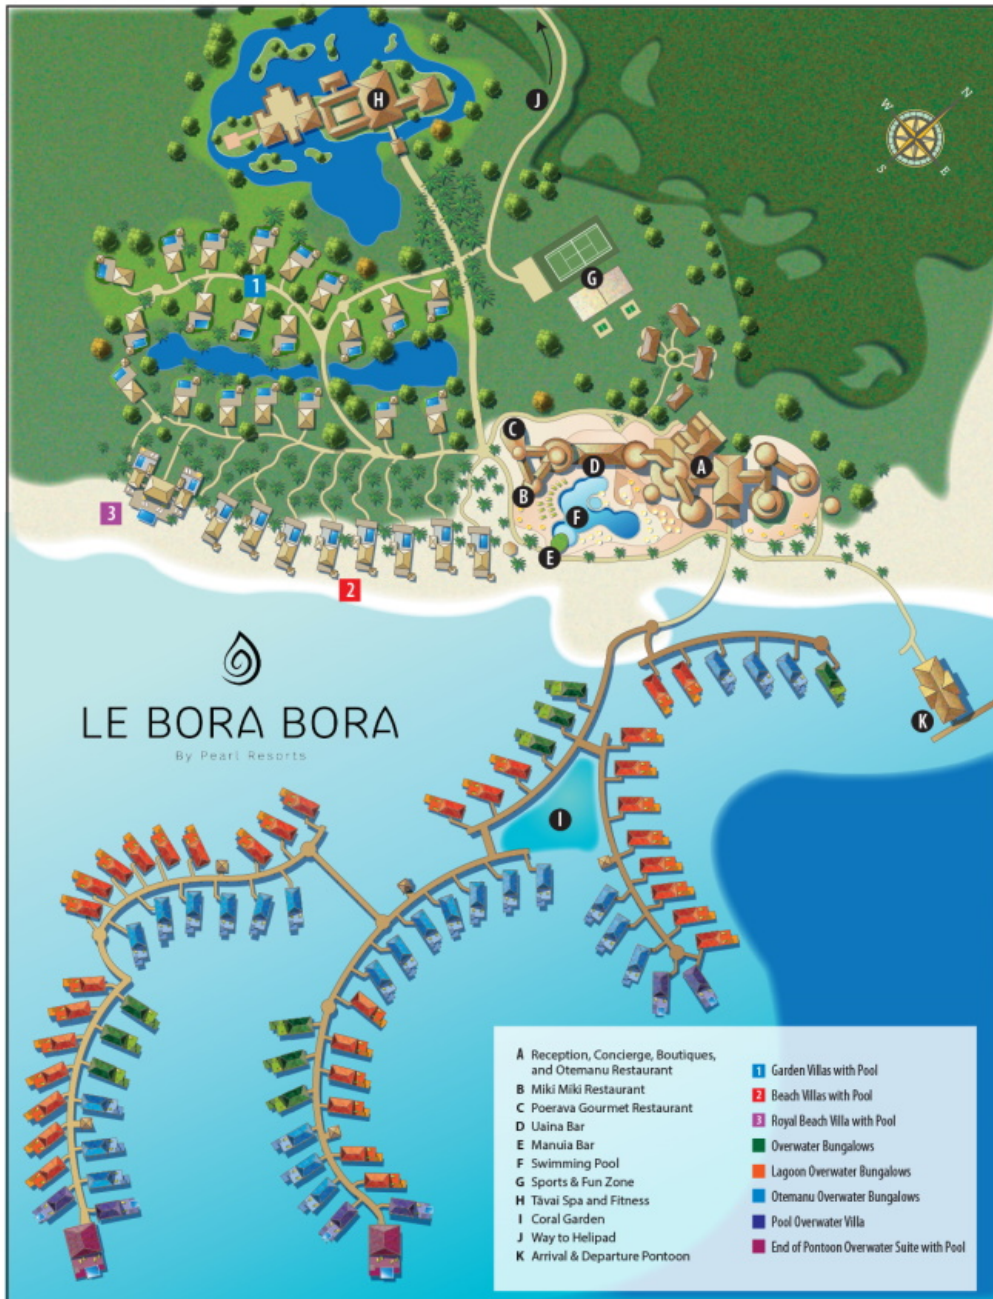 H
J
W
N
S
E
G
1
C
D
A
B
F
3
E
2
LE BORA BORA
By Pearl Resorts
K
I
A Reception, Concierge, Boutiques,
and Otemanu Restaurant
B Miki Miki Restaurant
C Poerava Gourmet Restaurant
D Uaina Bar
E Manuia Bar
F Swimming Pool
G Sports & Fun Zone
H Tāvai Spa and Fitness
I Coral Garden
J Way to Helipad
K Arrival & Departure Pontoon
1 Garden Villas with Pool
2 Beach Villas with Pool
3 Royal Beach Villa with Pool
Overwater Bungalows
Lagoon Overwater Bungalows
Otemanu Overwater Bungalows
Pool Overwater Villa
End of Pontoon Overwater Suite with Pool